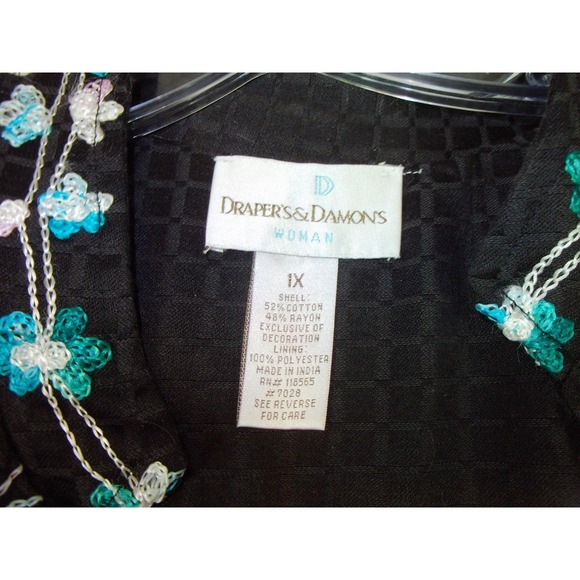 D
DRAPER'S & DAMON'S
WOMAN
1X
SHELL:
52% COTTON
48% RAYON
EXCLUSIVE OF
DECORATION
LINING:
100% POLYESTER
MADE IN INDIA
RN# 118565
# 7028
SEE REVERSE
FOR CARE